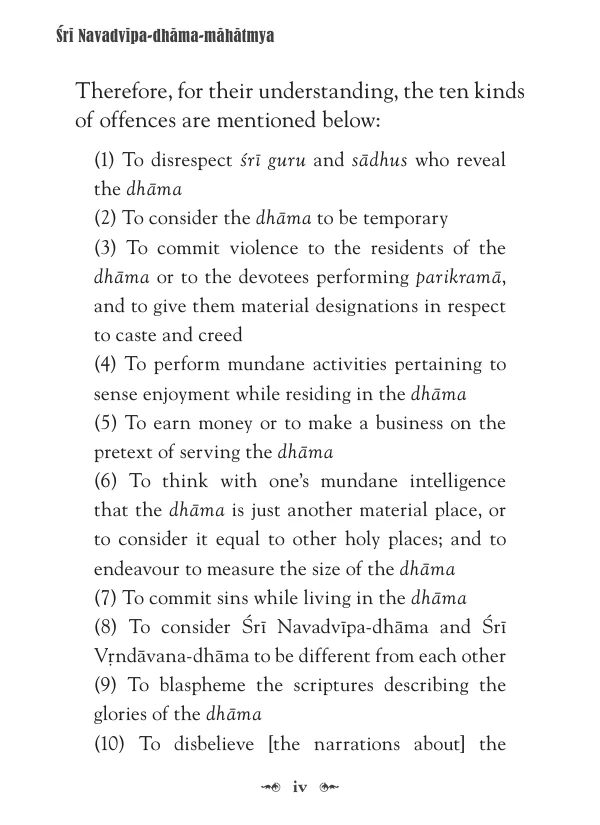 Śrī Navadvīpa-dhāma-māhātmya
Therefore, for their understanding, the ten kinds
of offences are mentioned below:
(1) To disrespect śrī guru and sādhus who reveal
the dhāma
(2) To consider the dhāma to be temporary
(3) To commit violence to the residents of the
dhāma or to the devotees performing parikramā,
and to give them material designations in respect
to caste and creed
(4) To perform mundane activities pertaining to
sense enjoyment while residing in the dhāma
(5) To earn money or to make a business on the
pretext of serving the dhāma
(6) To think with one’s mundane intelligence
that the dhāma is just another material place, or
to consider it equal to other holy places; and to
endeavour to measure the size of the dhāma
(7) To commit sins while living in the dhāma
(8) To consider Śrī Navadvīpa-dhāma and Śrī
Vṛndāvana-dhāma to be different from each other
(9) To blaspheme the scriptures describing the
glories of the dhāma
(10) To disbelieve [the narrations about] the
iv